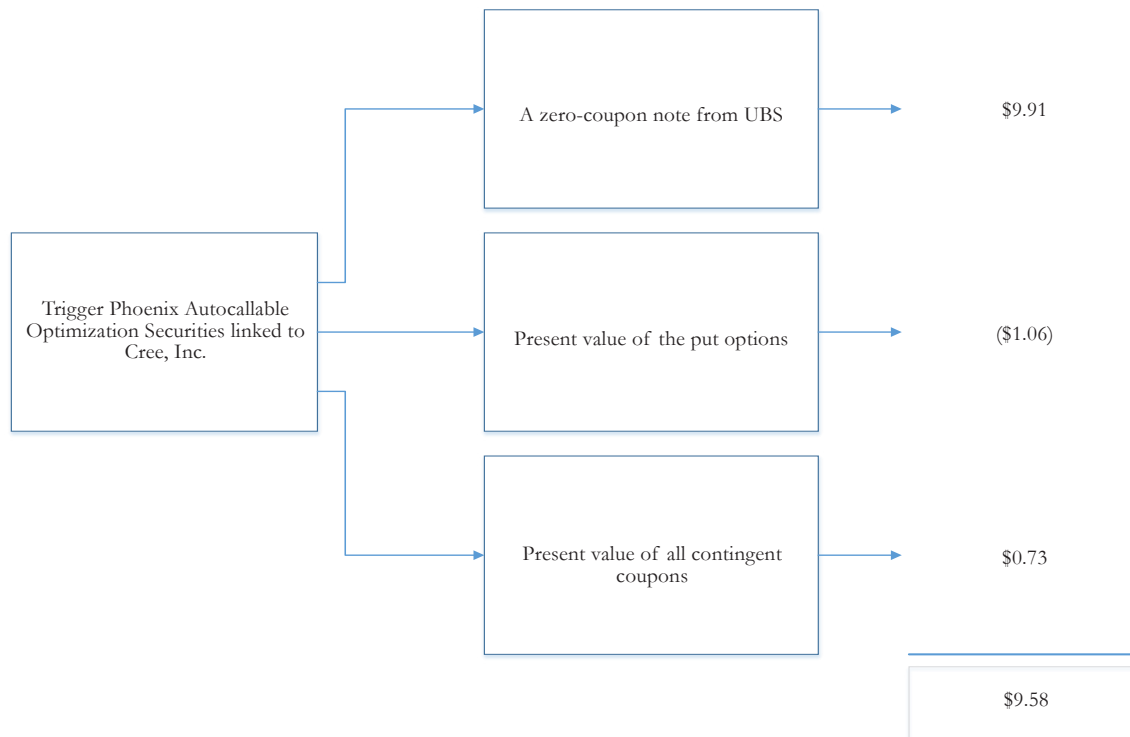 A zero-coupon note from UBS
$9.91
Trigger Phoenix Autocallable
Optimization Securities linked to
Cree, Inc.
Present value of the put options
($1.06)
Present value of all contingent
coupons
$0.73
$9.58